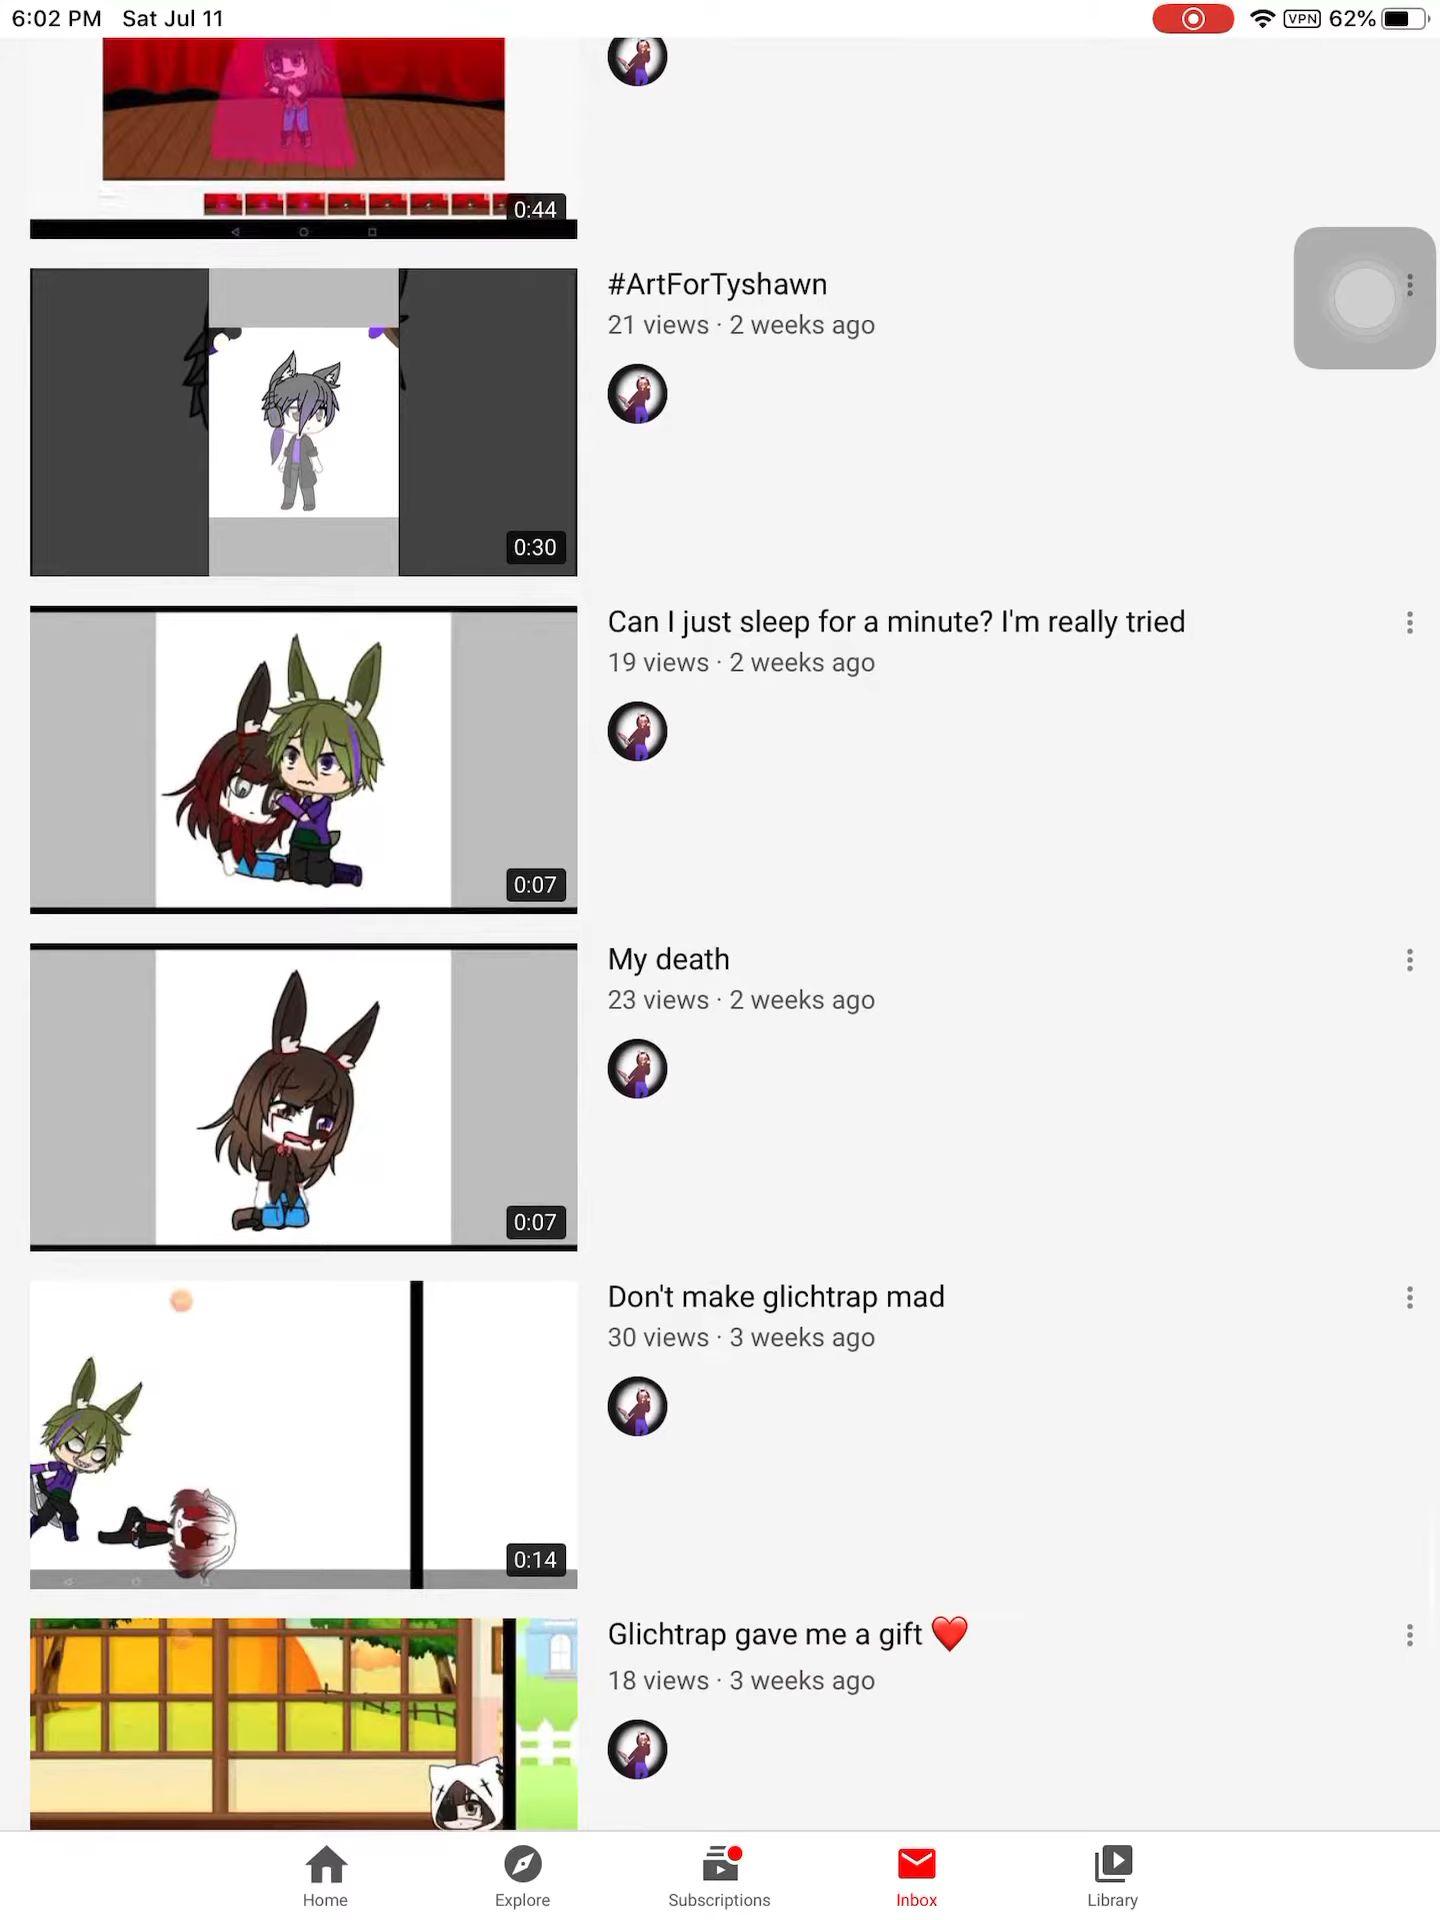 6:02 PM Sat Jul 11
VPN 62%
0:44
#ArtForTyshawn
21 views · 2 weeks ago
0:30
Can I just sleep for a minute? I'm really tried
19 views · 2 weeks ago
0:07
My death
23 views · 2 weeks ago
0:07
Don't make glichtrap mad
30 views · 3 weeks ago
0:14
Glichtrap gave me a gift ❤️
18 views · 3 weeks ago
Home
Explore
Subscriptions
Inbox
Library